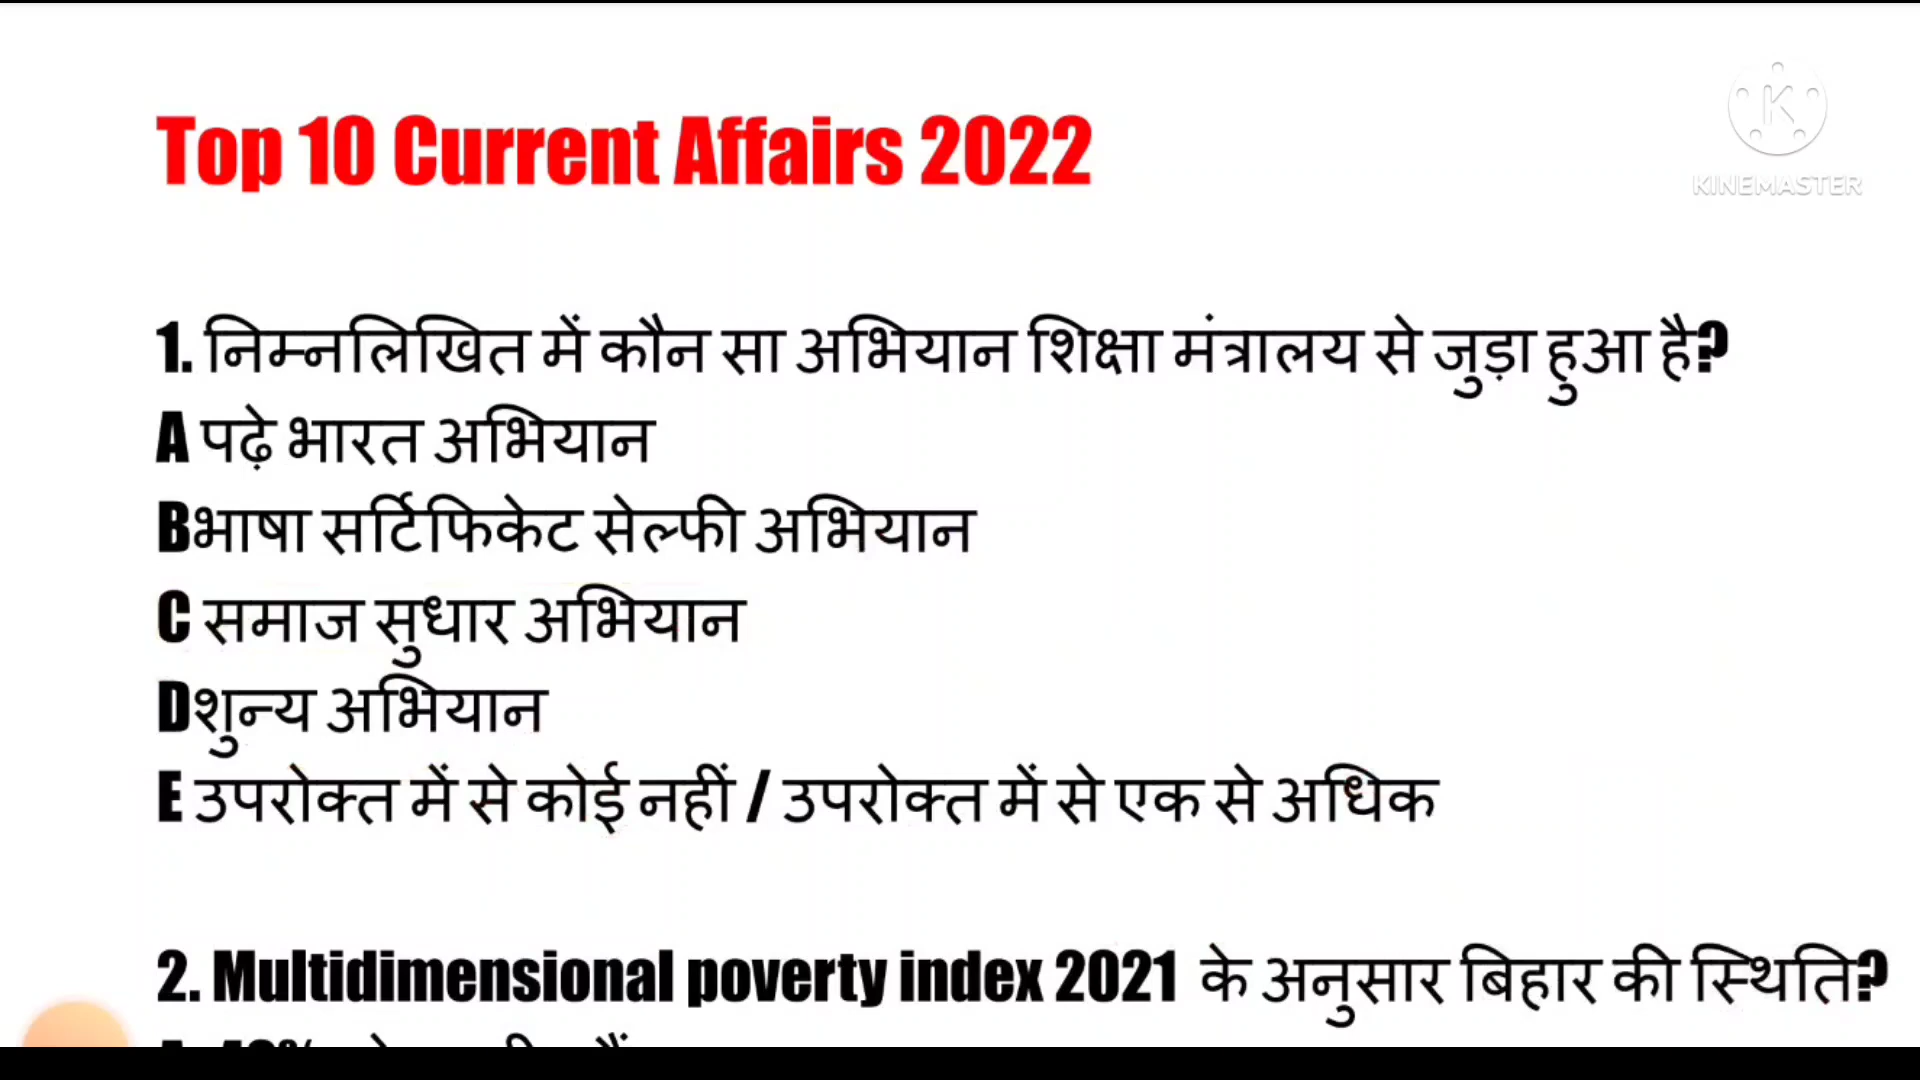 Top 10 Current Affairs 2022
KINEMASTER
1. निम्नलिखित में कौन सा अभियान शिक्षा मंत्रालय से जुड़ा हुआ है?
A पढ़े भारत अभियान
Bभाषा सर्टिफिकेट सेल्फी अभियान
C समाज सुधार अभियान
Dशुन्य अभियान
E उपरोक्त में से कोई नहीं / उपरोक्त में से एक से अधिक
2. Multidimensional poverty index 2021 के अनुसार बिहार की स्थिति?